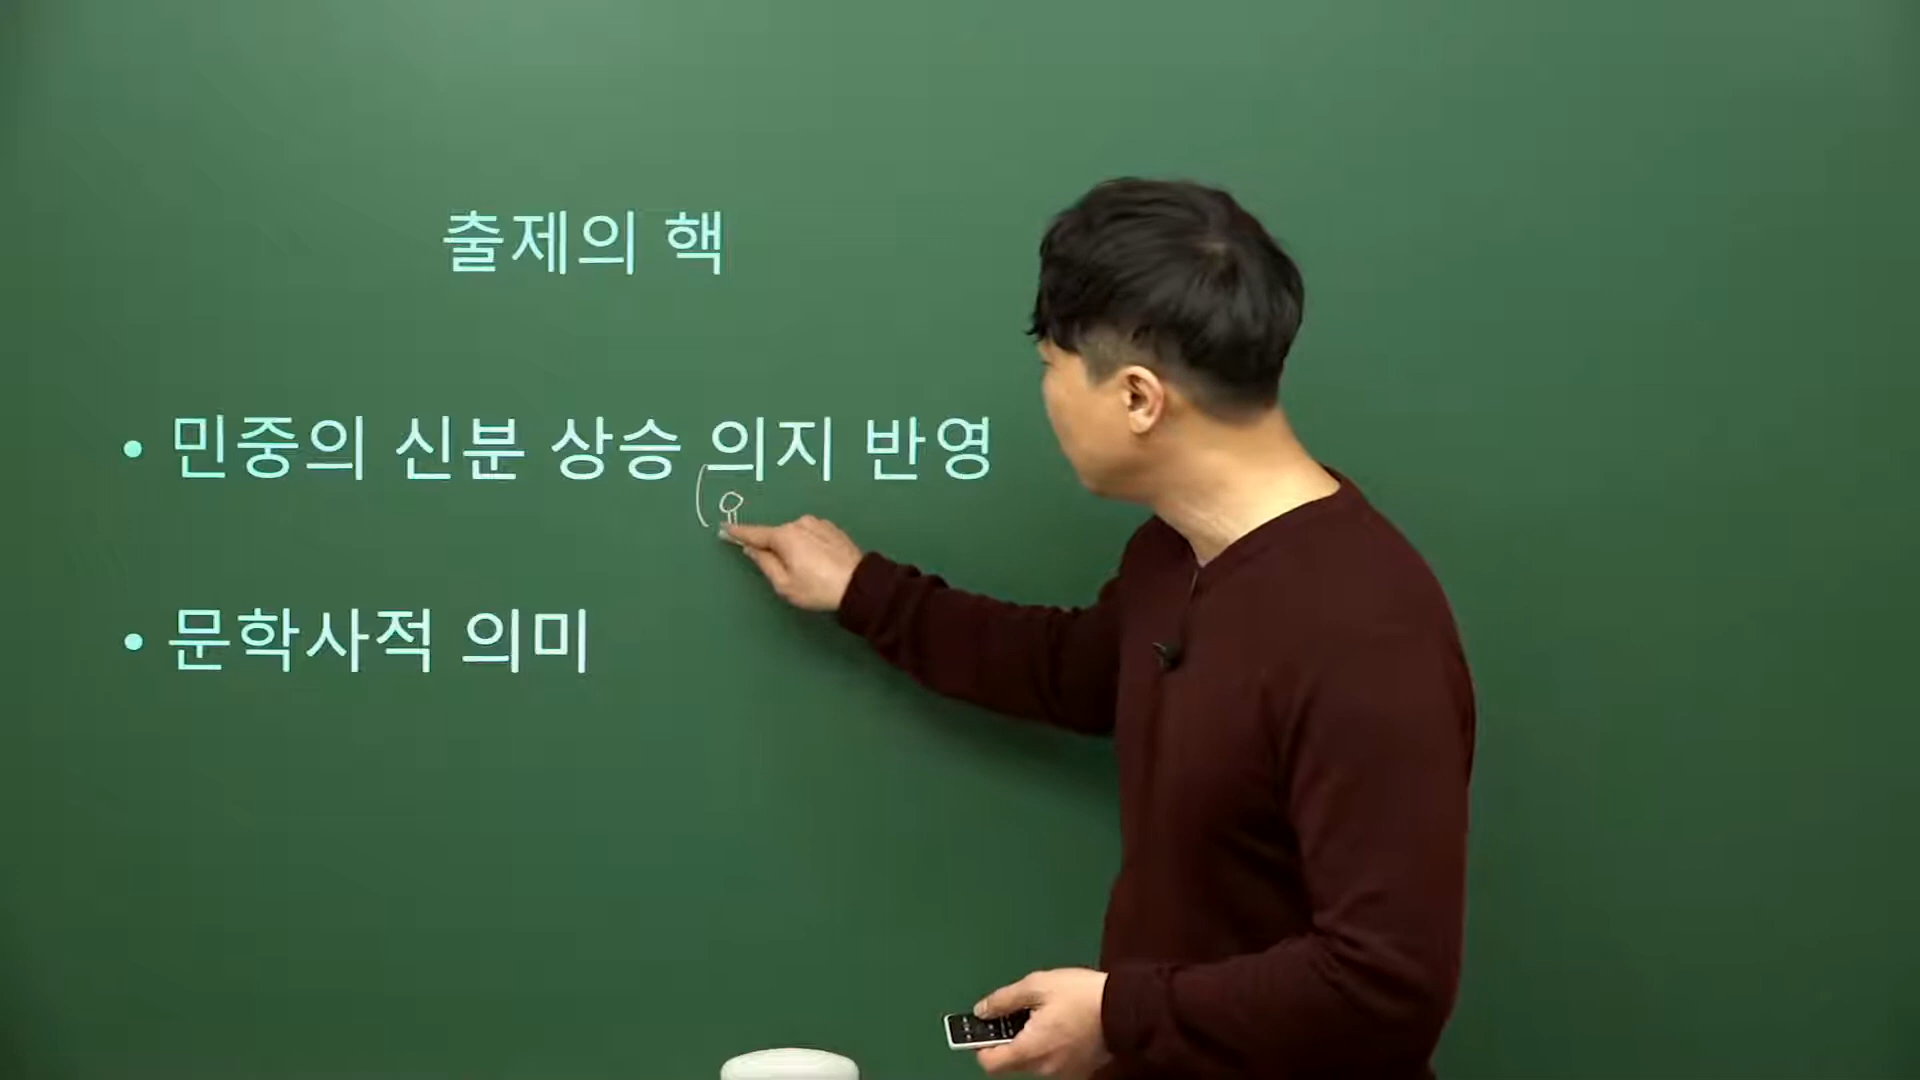 출제의 핵
• 민중의 신분 상승 의지 반영
• 문학사적 의미